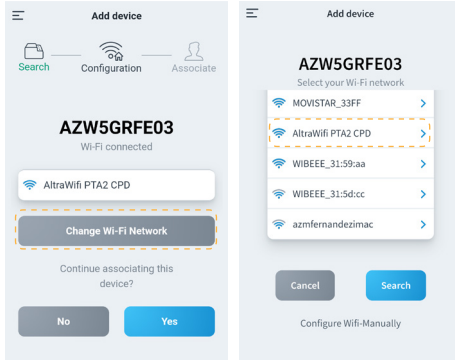 Add device
Search
Configuration
Associate
AZW5GRFE03
Wi-Fi connected
AltraWifi PTA2 CPD
Change Wi-Fi Network
Continue associating this
device?
No
Yes
Add device
AZW5GRFE03
Select your Wi-Fi network
MOVISTAR_33FF
AltraWifi PTA2 CPD
WIBEEE_31:59:aa
WIBEEE_31:5d:cc
azmfernandezimac
Cancel
Search
Configure Wifi-Manually